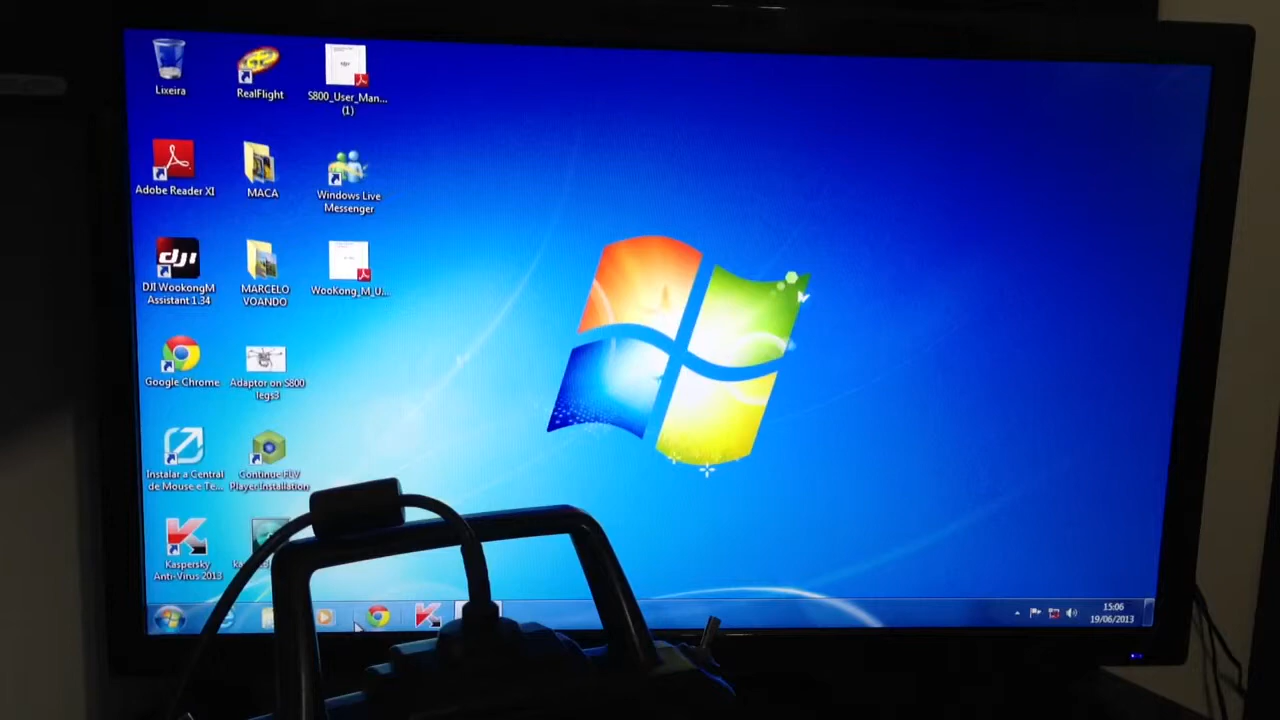 Lixeira
RealFlight
S800_User_Man...
(1)
Adobe Reader XI
MACA
Windows Live
Messenger
dji
DJI WookongM
Assistant 1.34
MARCELO
VOANDO
WooKong_M_U...
Google Chrome
Adaptor on S800
legs3
Instalar a Central
de Mouse e Te...
Continue FLV
Player Installation
Kaspersky
Anti-Virus 2013
15:06
19/06/2013